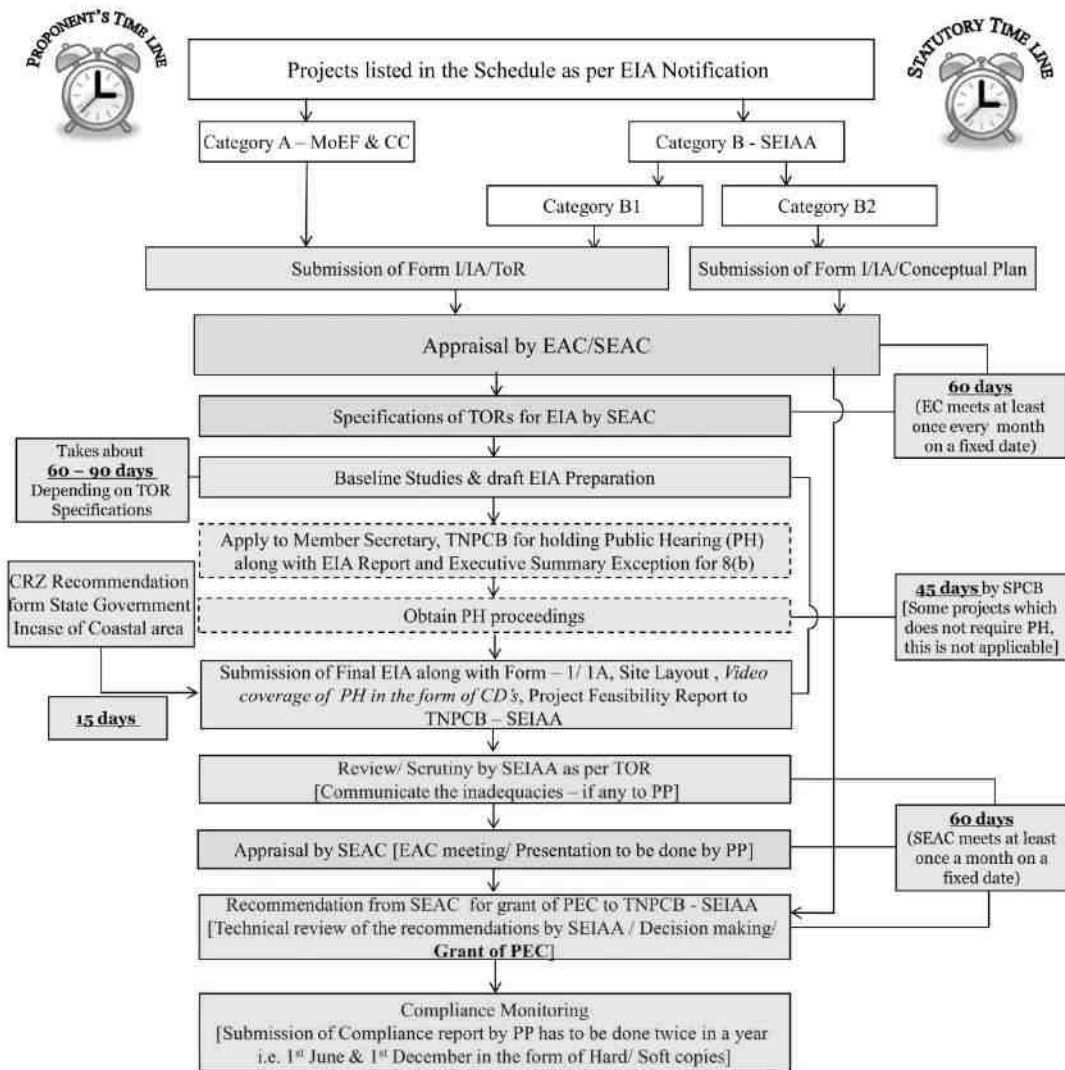 PROPONENT'S TIME LINE
STATUTORY TIME LINE
Projects listed in the Schedule as per EIA Notification
Category A – MoEF & CC
Category B - SEIAA
Category B1
Category B2
Submission of Form I/IA/ToR
Submission of Form I/IA/Conceptual Plan
Appraisal by EAC/SEAC
60 days
(EC meets at least
once every month
on a fixed date)
Specifications of TORs for EIA by SEAC
Takes about
60 – 90 days
Depending on TOR
Specifications
Baseline Studies & draft EIA Preparation
Apply to Member Secretary, TNPCB for holding Public Hearing (PH)
along with EIA Report and Executive Summary Exception for 8(b)
CRZ Recommendation
form State Government
Incase of Coastal area
45 days by SPCB
[Some projects which
does not require PH,
this is not applicable]
Obtain PH proceedings
15 days
Submission of Final EIA along with Form – 1/ 1A, Site Layout , Video
coverage of PH in the form of CD's, Project Feasibility Report to
TNPCB – SEIAA
Review/ Scrutiny by SEIAA as per TOR
[Communicate the inadequacies – if any to PP]
60 days
(SEAC meets at least
once a month on a
fixed date)
Appraisal by SEAC [EAC meeting/ Presentation to be done by PP]
Recommendation from SEAC for grant of PEC to TNPCB - SEIAA
[Technical review of the recommendations by SEIAA / Decision making/
Grant of PEC]
Compliance Monitoring
[Submission of Compliance report by PP has to be done twice in a year
i.e. 1st June & 1st December in the form of Hard/ Soft copies]